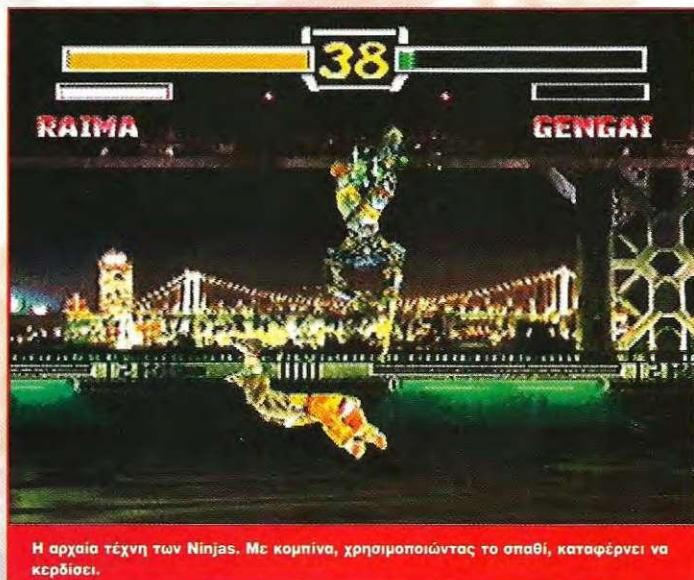 38
RAIMA GENGAI
Η αρχαία τέχνη των Ninjas. Με κομπίνα, χρησιμοποιώντας το σπαθί, καταφέρνει να
κερδίσει.